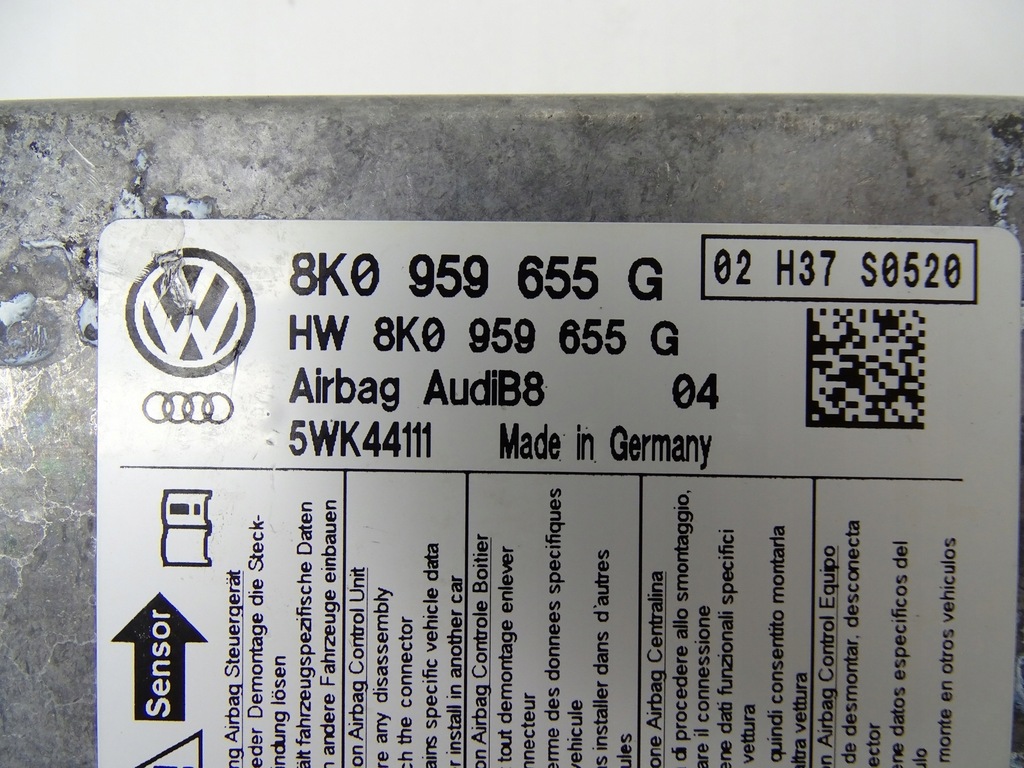 8K0 959 655 G
02 H37 S0520
HW 8K0 959 655 G
Airbag AudiB8 04
5WK44111 Made in Germany
Sensor
Airbag Steuergerät
der Demontage die Steck-
lösen
fahrzeugspezifische Daten
andere Fahrzeuge einbauen
Airbag Control Unit
any disassembly
the connector
specific vehicle data
install in another car
Airbag Controle Boitier
tout demontage enlever
des donnees specifiques
vehicule
installer dans d'autres
Airbag Centralina
di procedere allo smontaggio,
il connessione
dati funzionali specifici
vettura
quindi consentito montarla
vettura
Airbag Control Equipo
de desmontar, desconecta
datos especificos del
monte en otros vehiculos